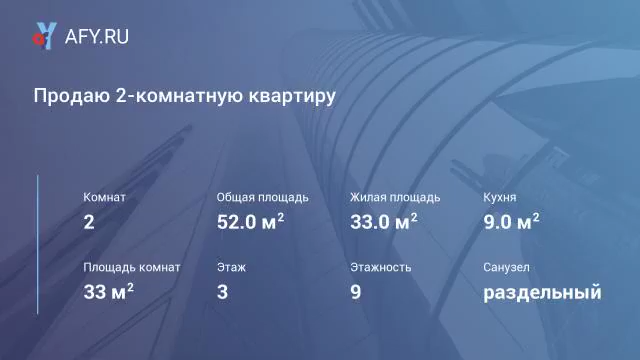 AFY.RU
Продаю 2-комнатную квартиру
Комнат Общая площадь Жилая площадь Кухня
2 52.0 м² 33.0 м² 9.0 м²
Площадь комнат Этаж Этажность Санузел
33 м² 3 9 раздельный